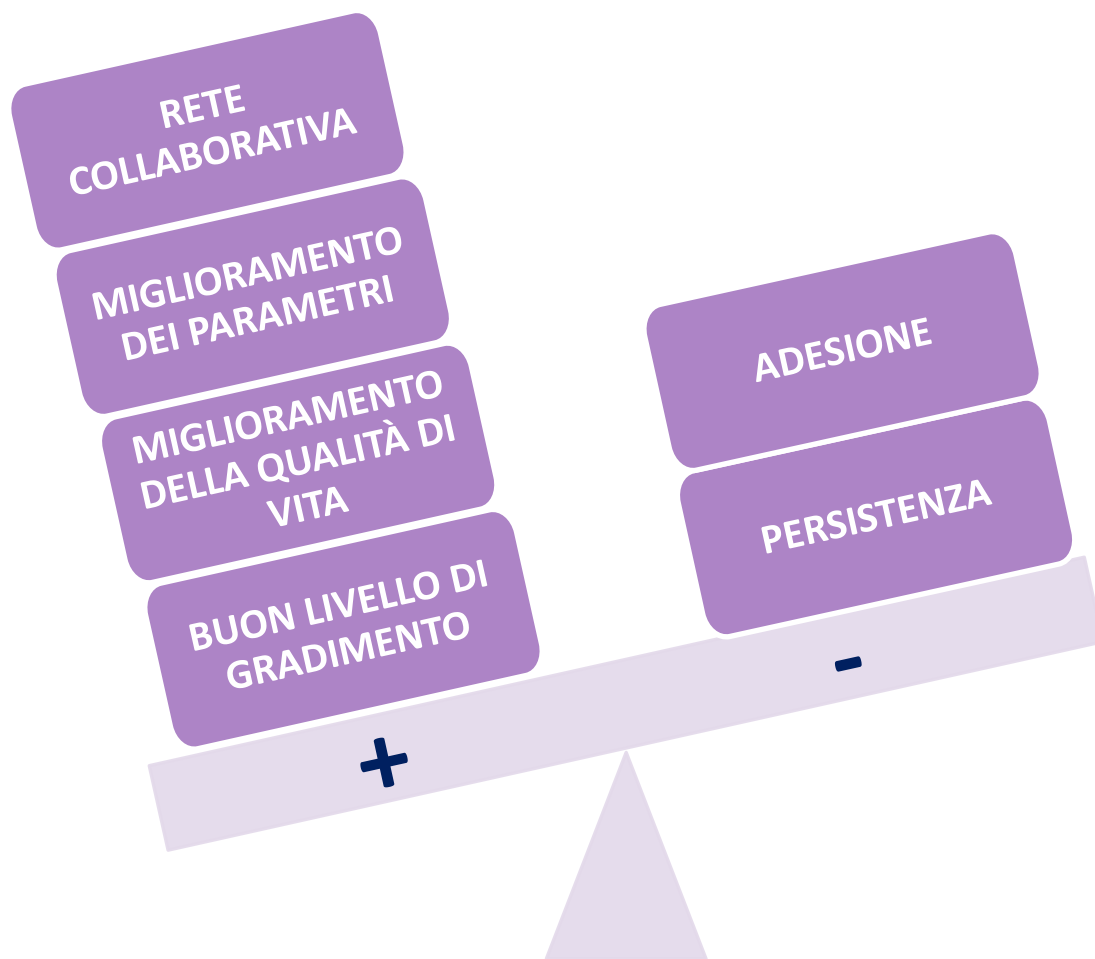 RETE
COLLABORATIVA
MIGLIORAMENTO
DEI PARAMETRI
MIGLIORAMENTO
DELLA QUALITÀ DI
VITA
BUON LIVELLO DI
GRADIMENTO
+
ADESIONE
PERSISTENZA
-